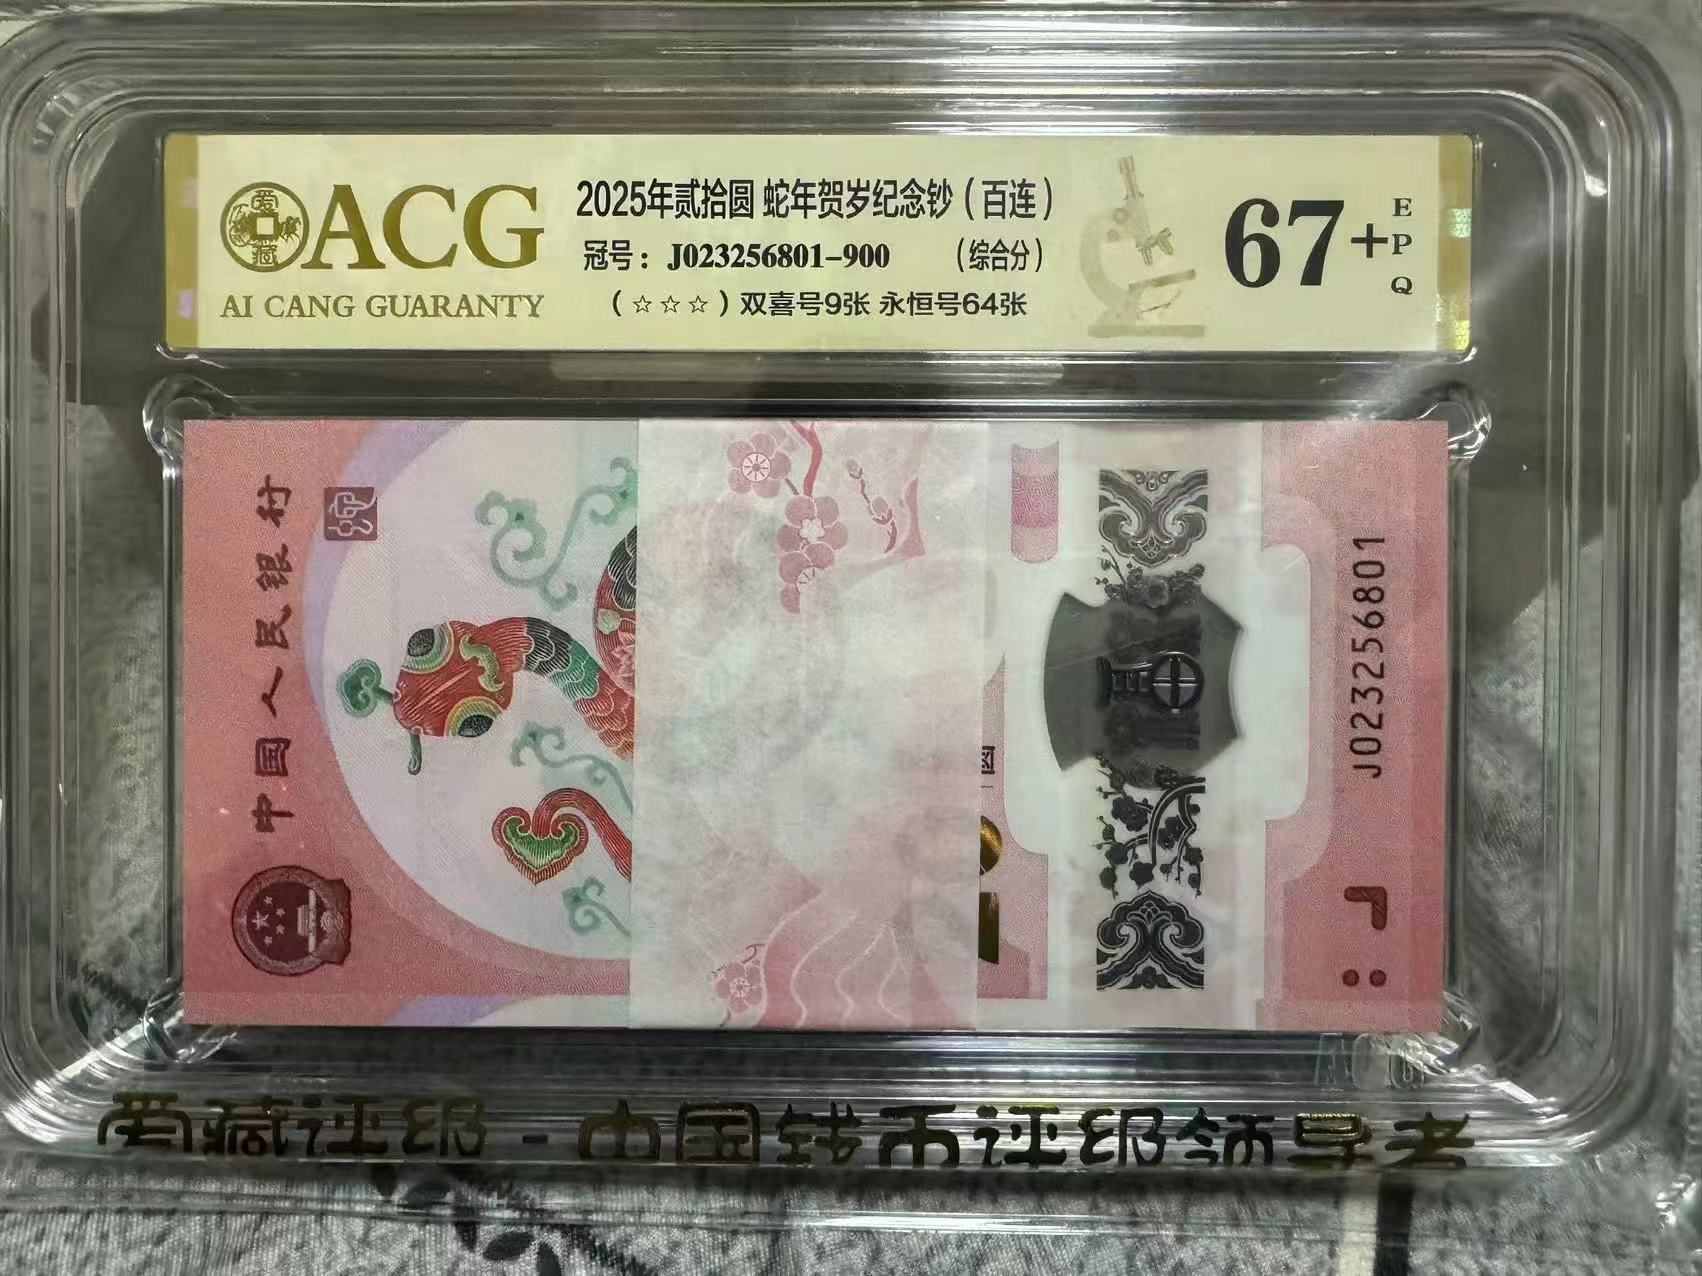 ACG
AI CANG GUARANTY
2025年贰拾圆 蛇年贺岁纪念钞（百连）
冠号：J023256801-900 （综合分）
（☆☆☆）双喜号9张 永恒号64张
67+
EPQ
中国人民银行
J023256801
ACG
爱藏评级-中国钱币评级领导者